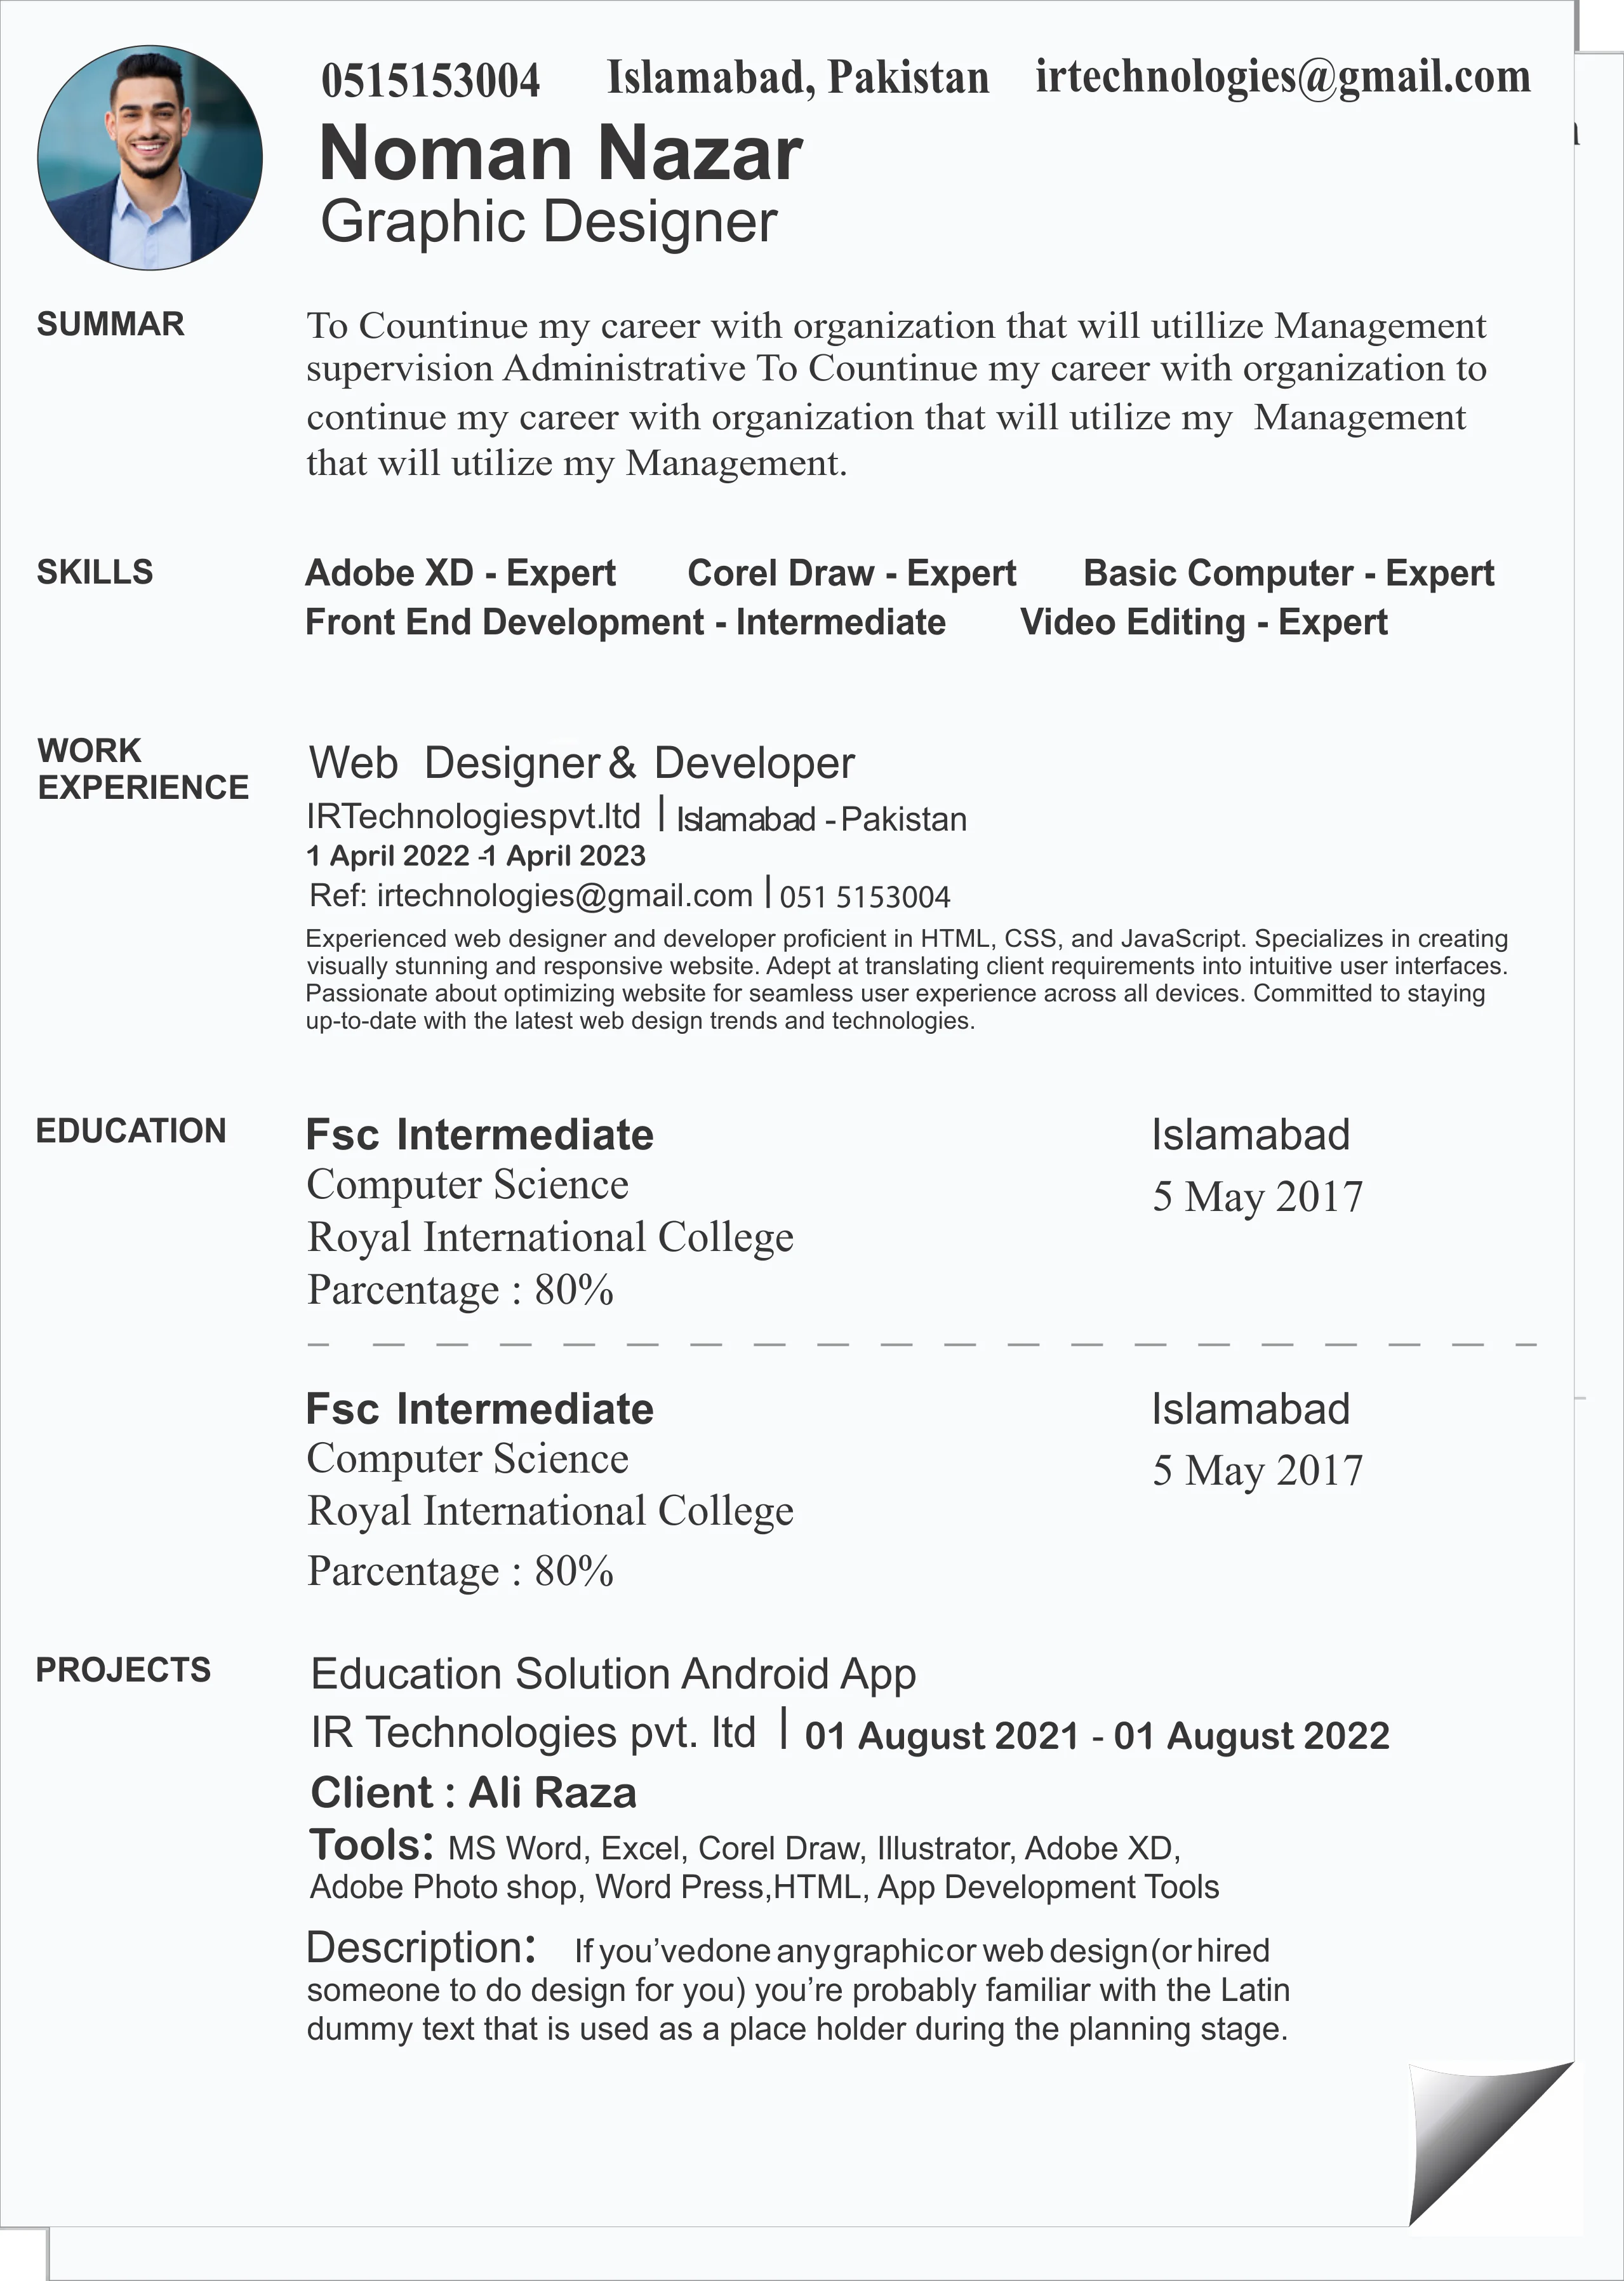 0515153004 Islamabad, Pakistan irtechnologies@gmail.com
Noman Nazar
Graphic Designer
SUMMAR
To Countinue my career with organization that will utillize Management
supervision Administrative To Countinue my career with organization to
continue my career with organization that will utilize my Management
that will utilize my Management.
SKILLS
Adobe XD - Expert Corel Draw - Expert Basic Computer - Expert
Front End Development - Intermediate Video Editing - Expert
WORK
EXPERIENCE
Web Designer & Developer
IRTechnologiespvt.ltd | Islamabad - Pakistan
1 April 2022 -1 April 2023
Ref: irtechnologies@gmail.com | 051 5153004
Experienced web designer and developer proficient in HTML, CSS, and JavaScript. Specializes in creating
visually stunning and responsive website. Adept at translating client requirements into intuitive user interfaces.
Passionate about optimizing website for seamless user experience across all devices. Committed to staying
up-to-date with the latest web design trends and technologies.
EDUCATION
Fsc Intermediate Islamabad
Computer Science 5 May 2017
Royal International College
Parcentage : 80%
Fsc Intermediate Islamabad
Computer Science 5 May 2017
Royal International College
Parcentage : 80%
PROJECTS
Education Solution Android App
IR Technologies pvt. ltd | 01 August 2021 - 01 August 2022
Client : Ali Raza
Tools: MS Word, Excel, Corel Draw, Illustrator, Adobe XD,
Adobe Photo shop, Word Press,HTML, App Development Tools
Description: If you've done any graphic or web design (or hired
someone to do design for you) you're probably familiar with the Latin
dummy text that is used as a place holder during the planning stage.